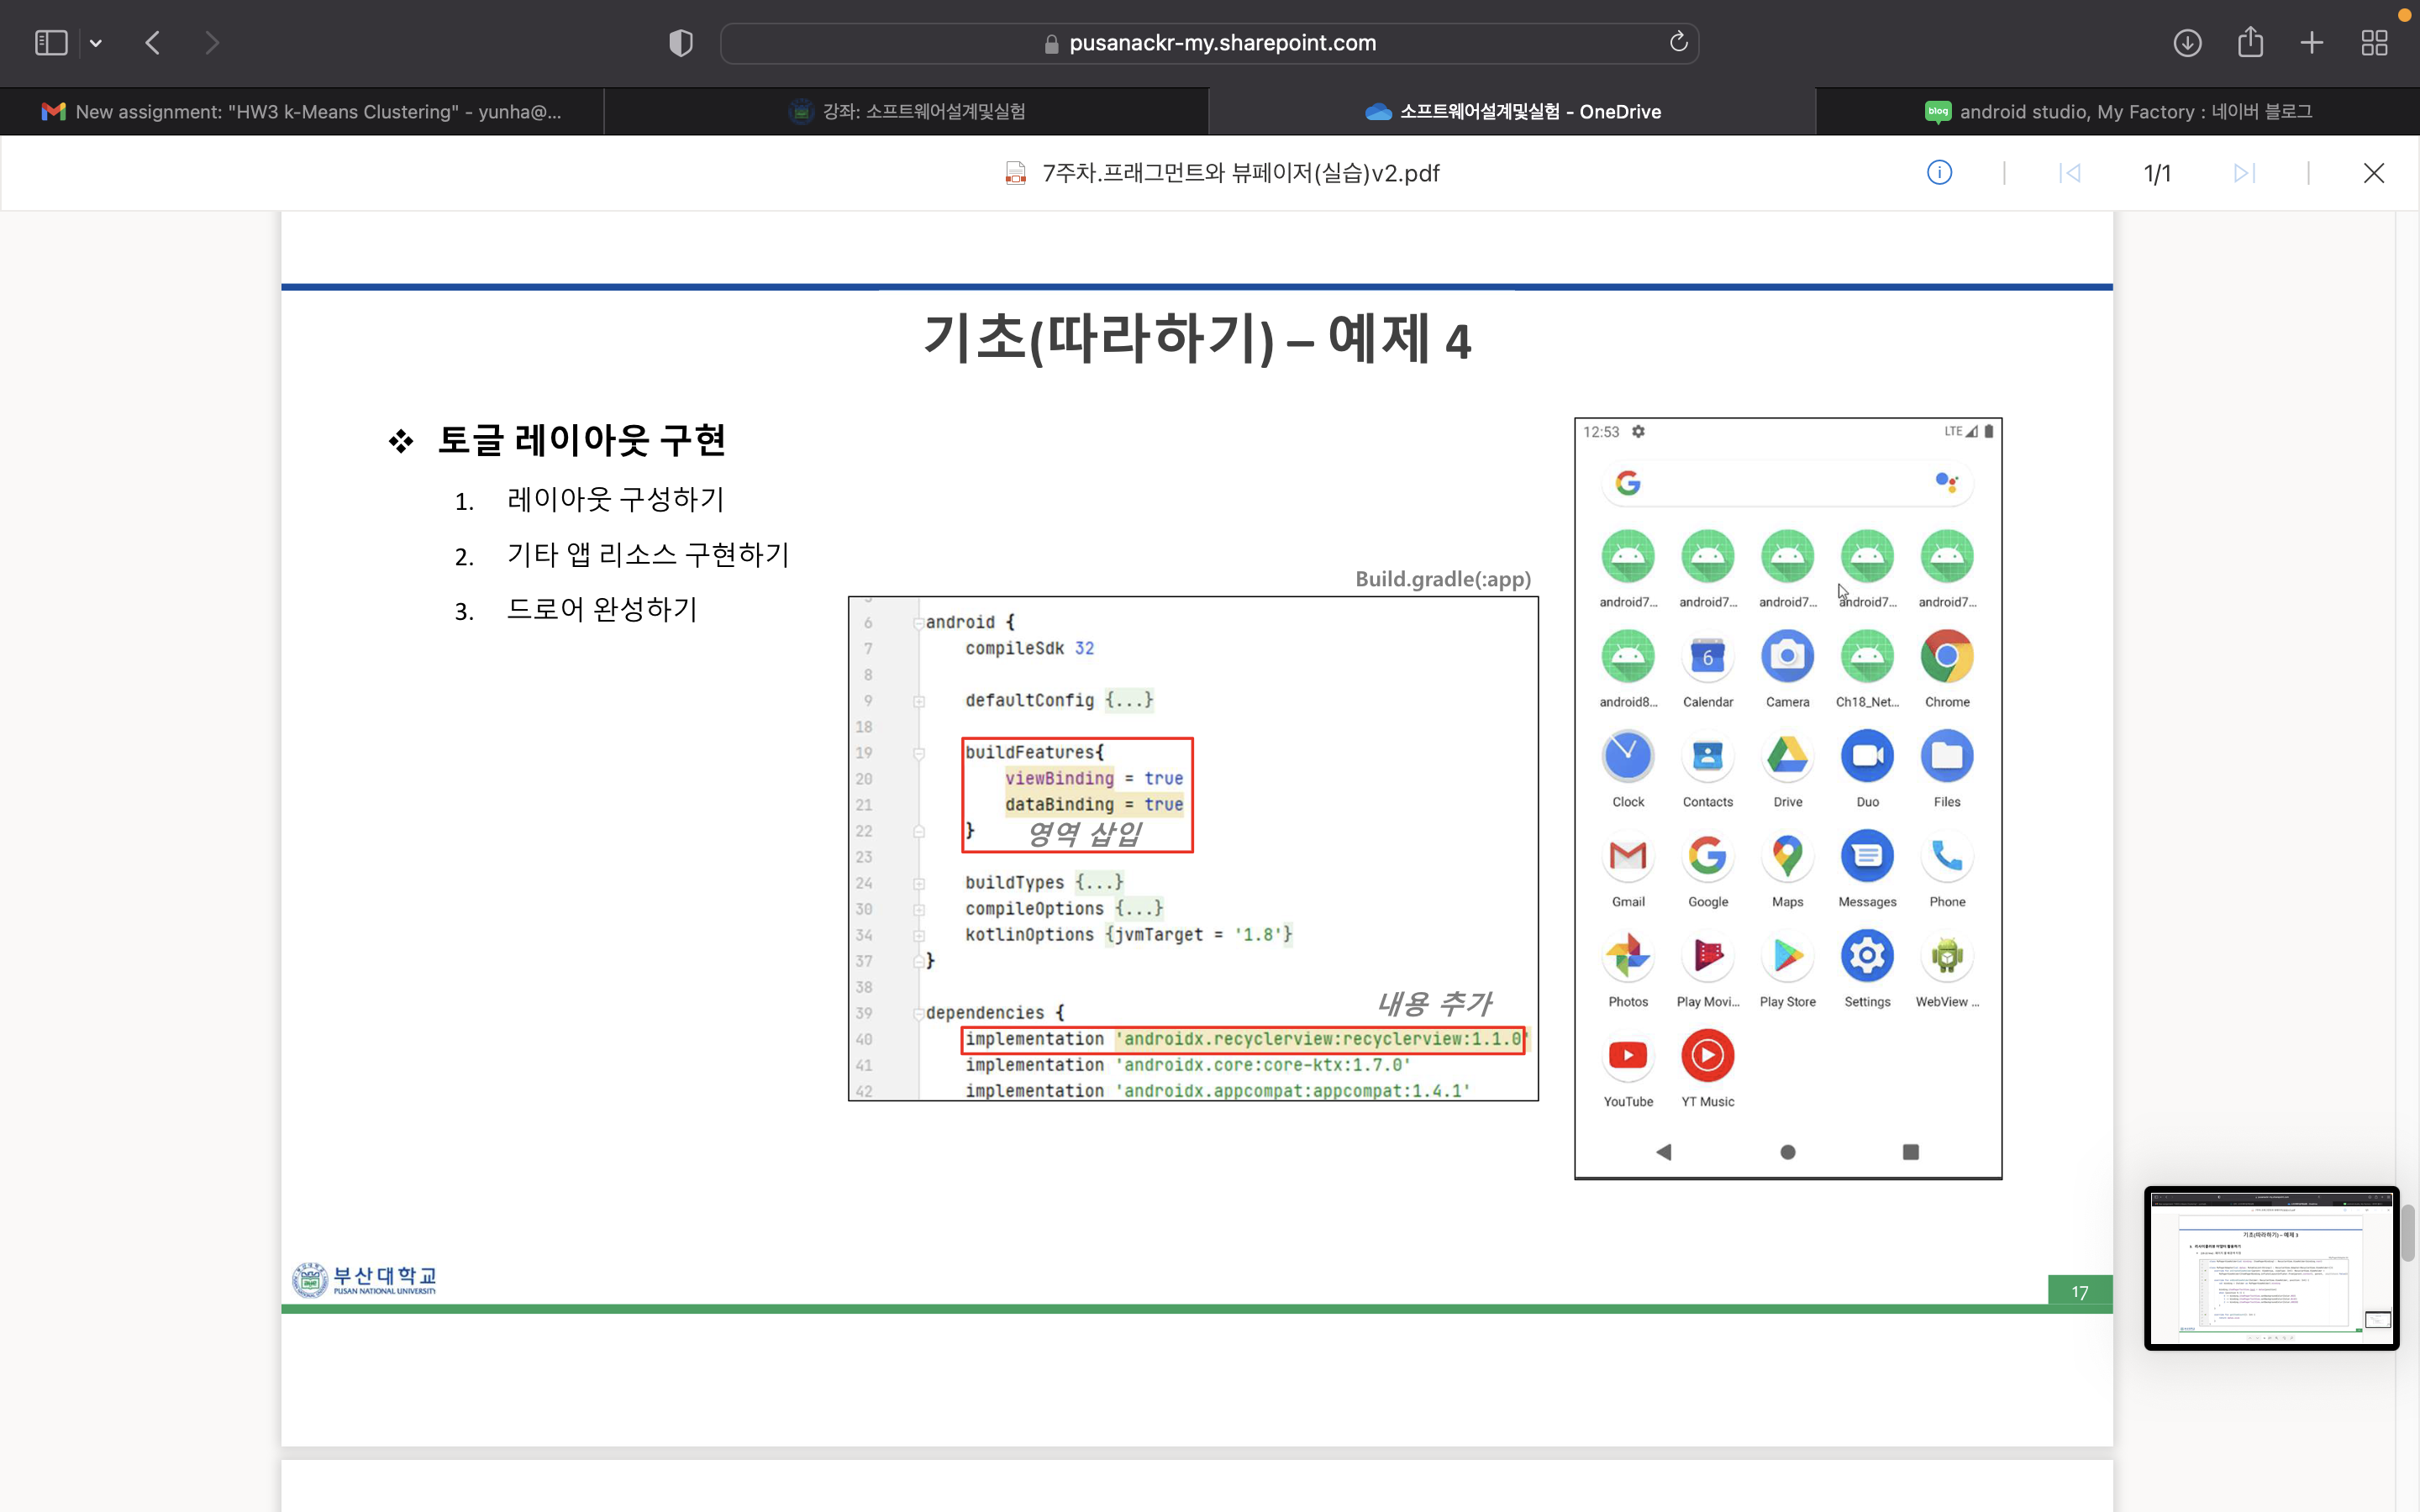 pusanackr-my.sharepoint.com
New assignment: "HW3 k-Means Clustering" - yunha@...
강좌: 소프트웨어설계및실험
소프트웨어설계및실험 - OneDrive
blog
android studio, My Factory : 네이버 블로그
7주차.프래그먼트와 뷰페이저(실습)v2.pdf
1/1
기초(따라하기) – 예제 4
❖ 토글 레이아웃 구현
1. 레이아웃 구성하기
2. 기타 앱 리소스 구현하기
3. 드로어 완성하기
Build.gradle(:app)
6 android {
7 compileSdk 32
8
9 defaultConfig {...}
18
19 buildFeatures{
20 viewBinding = true
21 dataBinding = true
22 } 영역 삽입
23
24 buildTypes {...}
30 compileOptions {...}
34 kotlinOptions {jvmTarget = '1.8'}
37 }
38
내용 추가
39 dependencies {
40 implementation 'androidx.recyclerview:recyclerview:1.1.0'
41 implementation 'androidx.core:core-ktx:1.7.0'
42 implementation 'androidx.appcompat:appcompat:1.4.1'
12:53 LTE
android7... android7... android7... android7... android7...
6
android8... Calendar Camera Ch18_Net... Chrome
Clock Contacts Drive Duo Files
Gmail Google Maps Messages Phone
Photos Play Movi... Play Store Settings WebView ...
YouTube YT Music
부산대학교
PUSAN NATIONAL UNIVERSITY
17
기초(따라하기) – 예제 3